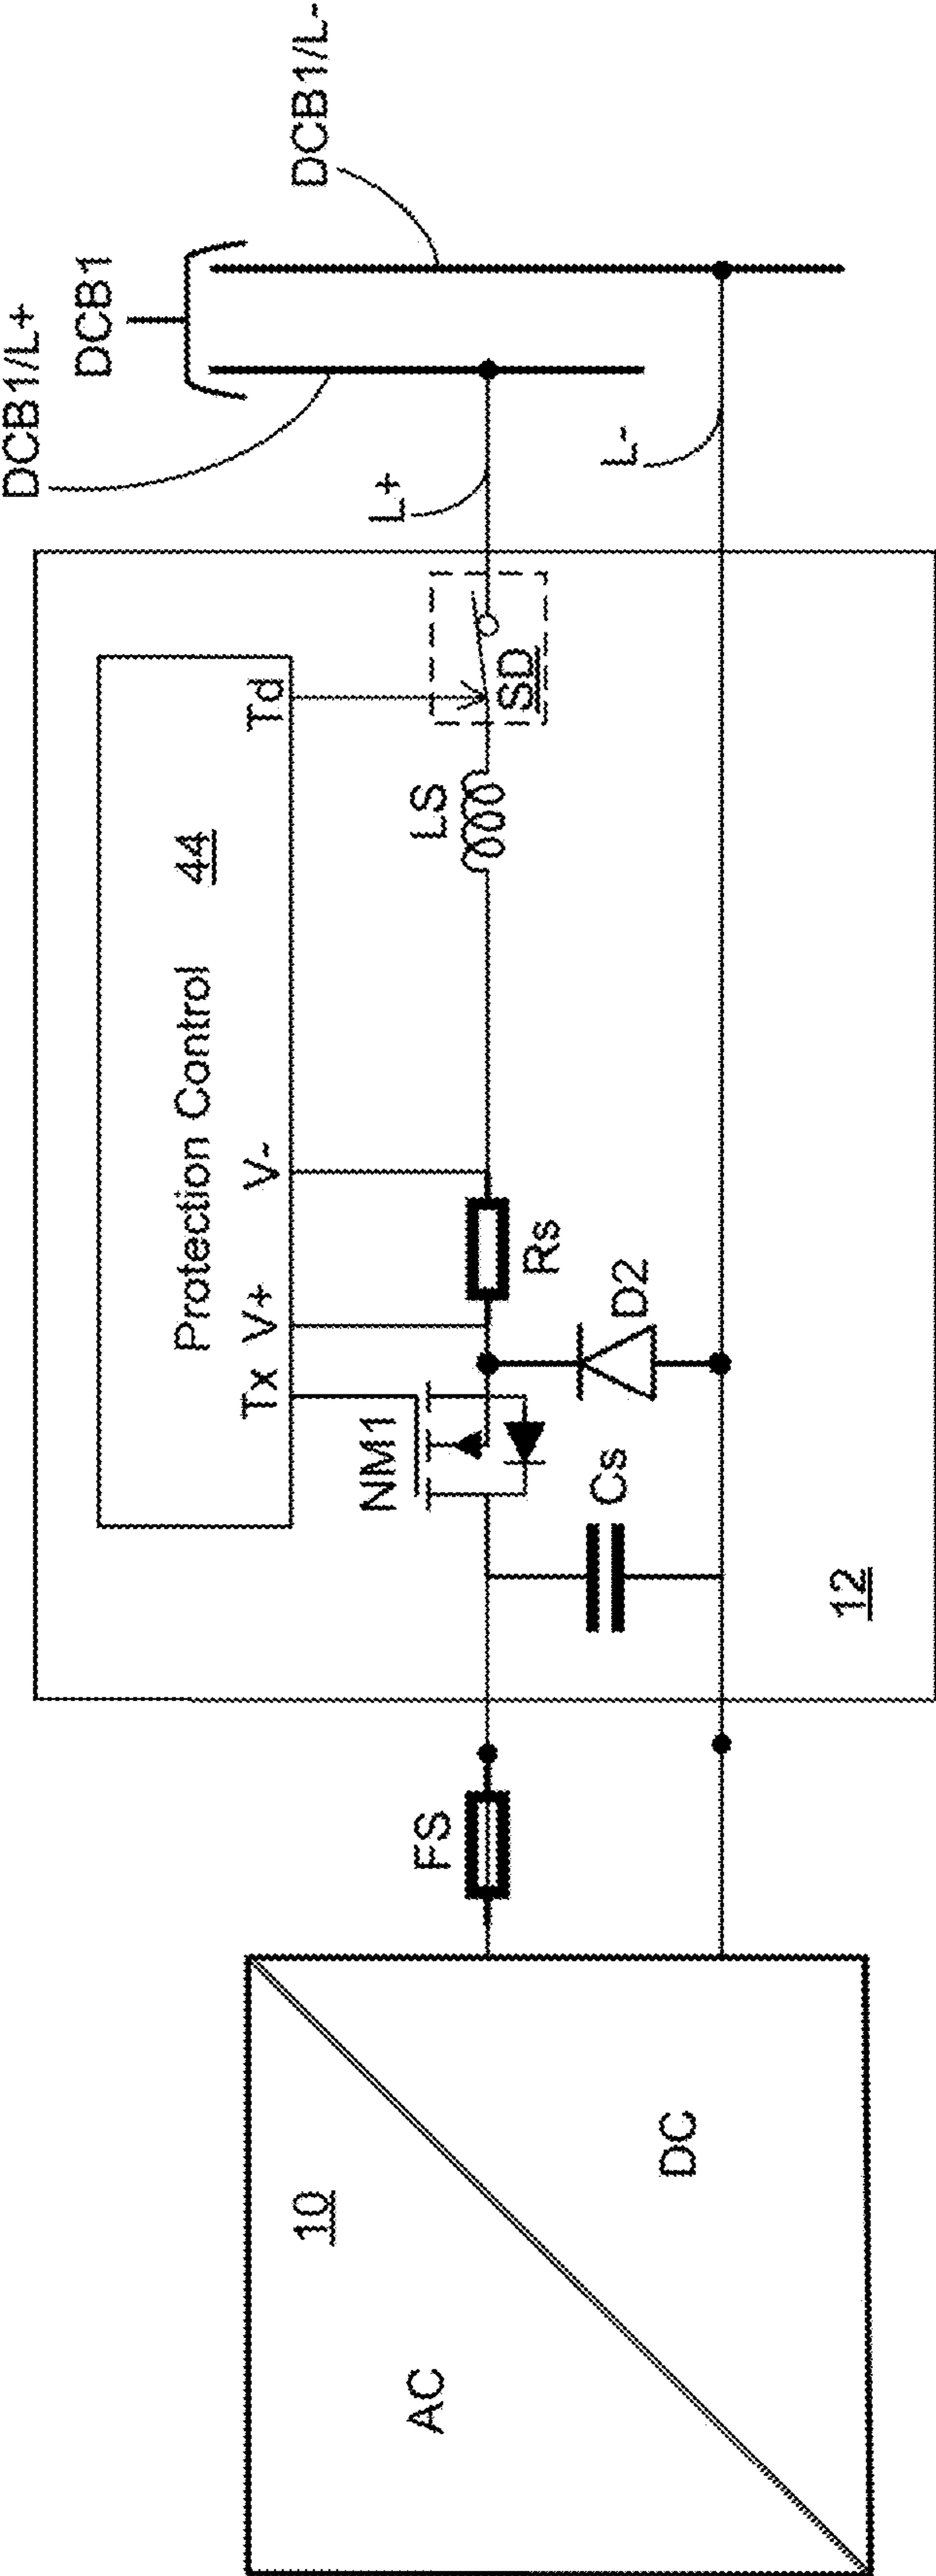 DCB1/L+
DCB1
DCB1/L-
L+
L-
Protection Control 44
Tx
V+
V-
Td
NM1
LS
SD
Rs
D2
Cs
12
FS
10
AC
DC